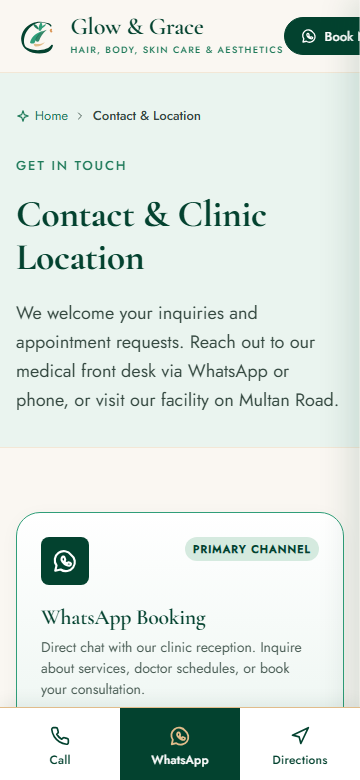 Glow & Grace
HAIR, BODY, SKIN CARE & AESTHETICS
Book
Home > Contact & Location
GET IN TOUCH
Contact & Clinic
Location
We welcome your inquiries and
appointment requests. Reach out to our
medical front desk via WhatsApp or
phone, or visit our facility on Multan Road.
PRIMARY CHANNEL
WhatsApp Booking
Direct chat with our clinic reception. Inquire
about services, doctor schedules, or book
your consultation.
Call
WhatsApp
Directions